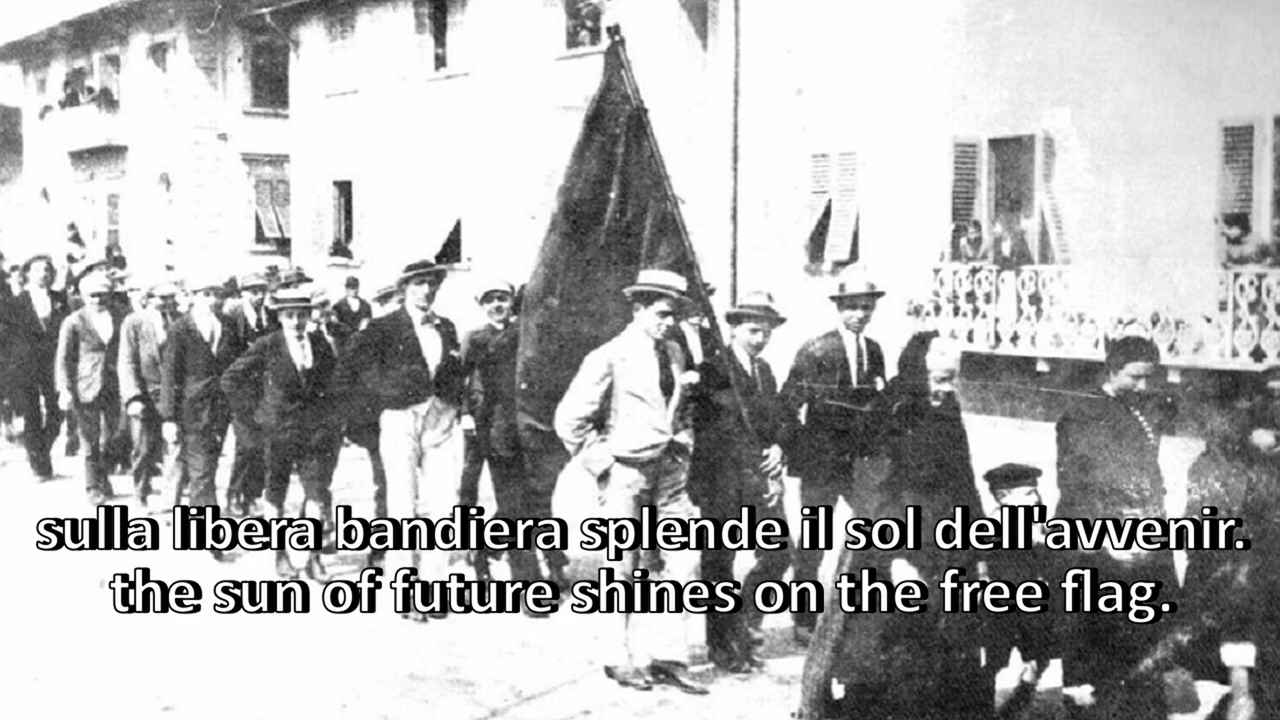 sulla libera bandiera splende il sol dell'avvenir.
the sun of future shines on the free flag.